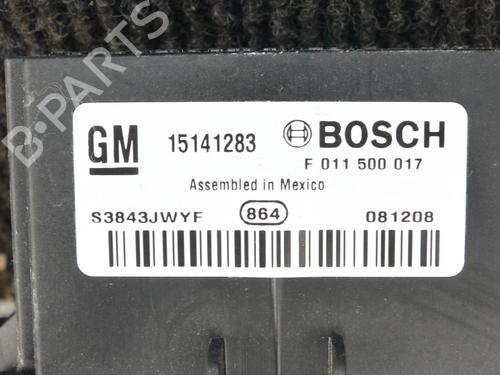 GM 15141283 BOSCH
F 011 500 017
Assembled in Mexico
S3843JWYF 864 081208
B-PARTS